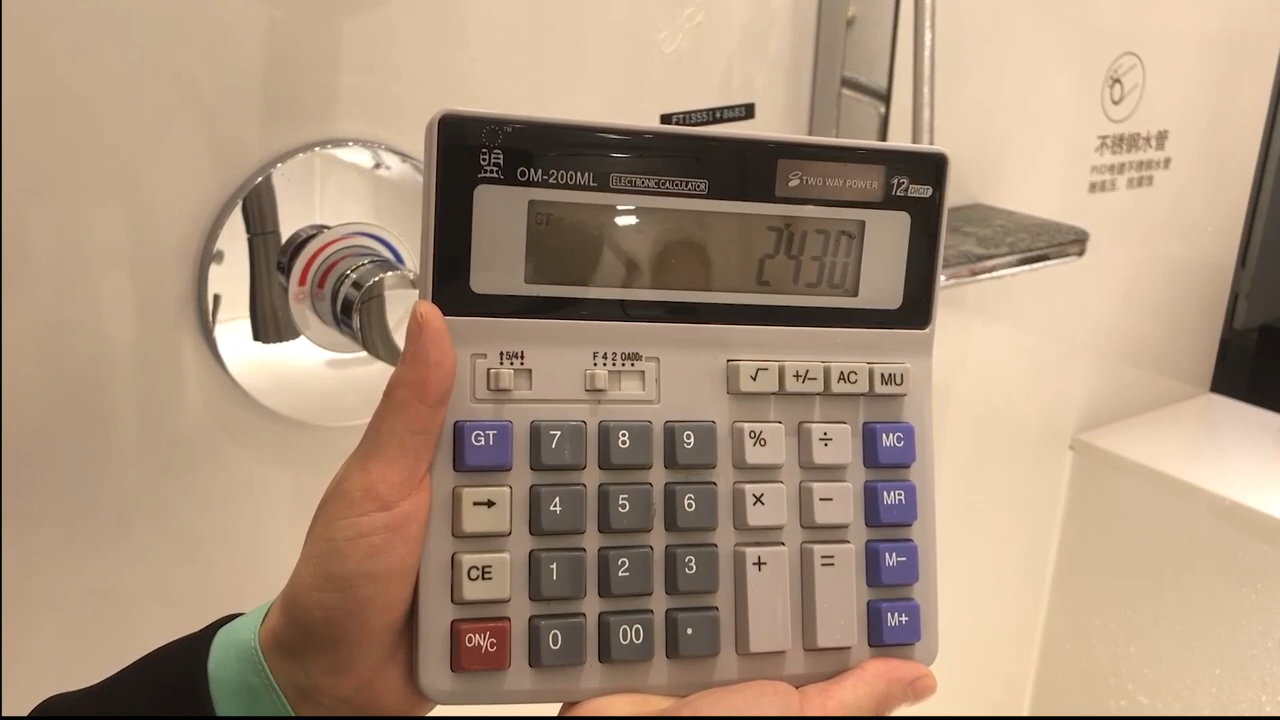 FT13551 ¥8683
TM
盟 OM-200ML ELECTRONIC CALCULATOR TWO WAY POWER 12 DIGIT
GT 2430.
5/4 F 4 2 0 ADD2
√ +/− AC MU
GT 7 8 9 % ÷ MC
→ 4 5 6 × − MR
CE 1 2 3 + = M−
ON/C 0 00 • M+
不锈钢水管